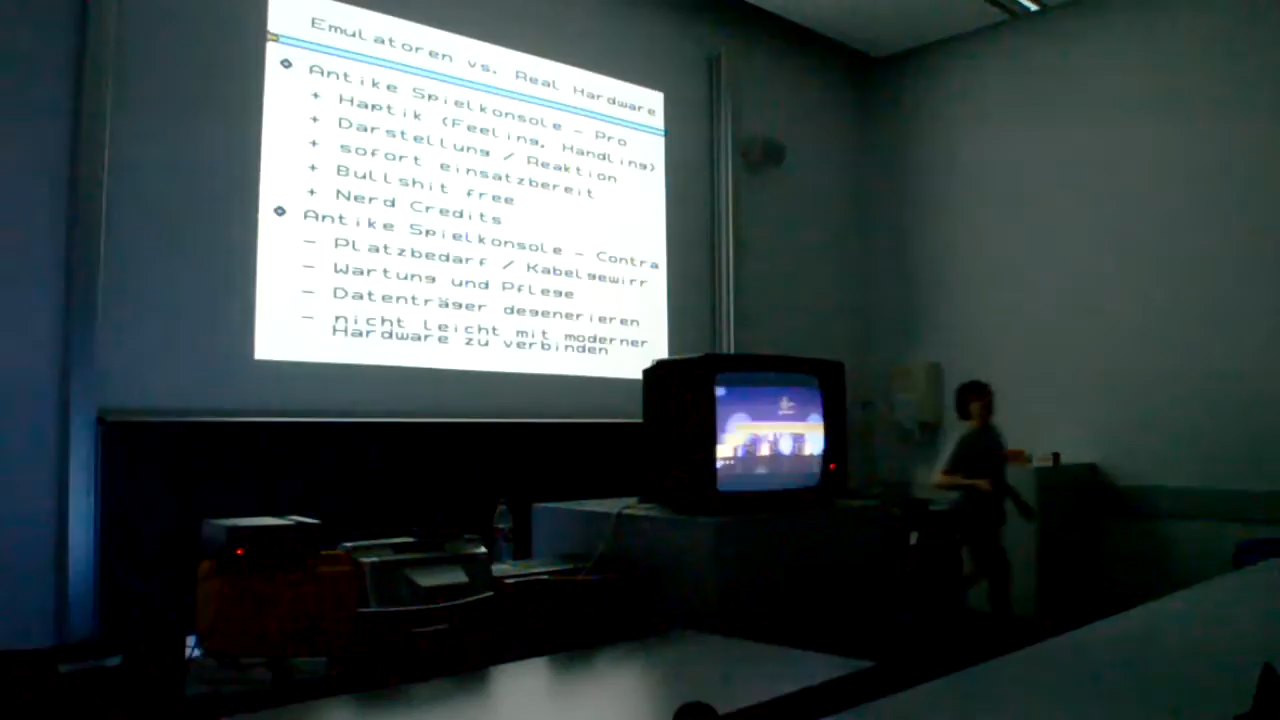 Emulatoren vs. Real Hardware
Antike Spielkonsole - Pro
+ Haptik (Feeling, Handling)
+ Darstellung / Reaktion
+ sofort einsatzbereit
+ Bullshit free
+ Nerd Credits
Antike Spielkonsole - Contra
- Platzbedarf / Kabelgewirr
- Wartung und Pflege
- Datenträger degenerieren
- nicht leicht mit moderner
Hardware zu verbinden